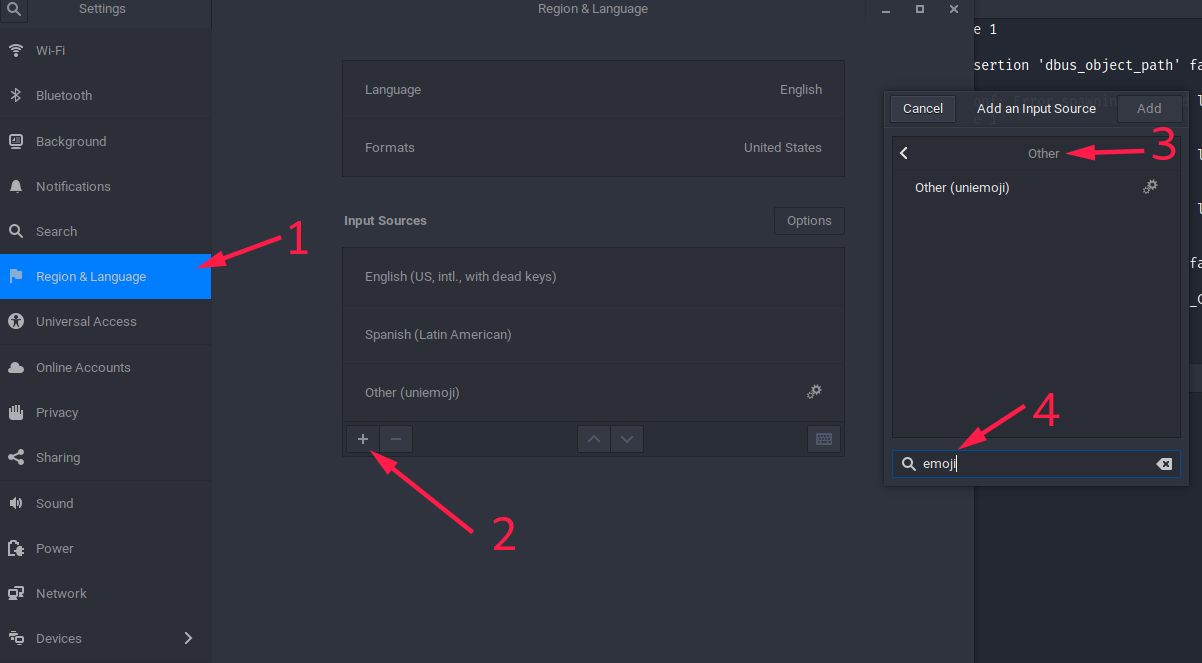 Settings
Region & Language
Wi-Fi
Bluetooth
Background
Notifications
Search
Region & Language
Universal Access
Online Accounts
Privacy
Sharing
Sound
Power
Network
Devices
Language English
Formats United States
Input Sources Options
English (US, intl., with dead keys)
Spanish (Latin American)
Other (uniemoji)
1
2
e 1
sertion 'dbus_object_path' fa
Cancel Add an Input Source Add
Other
3
Other (uniemoji)
4
emoji